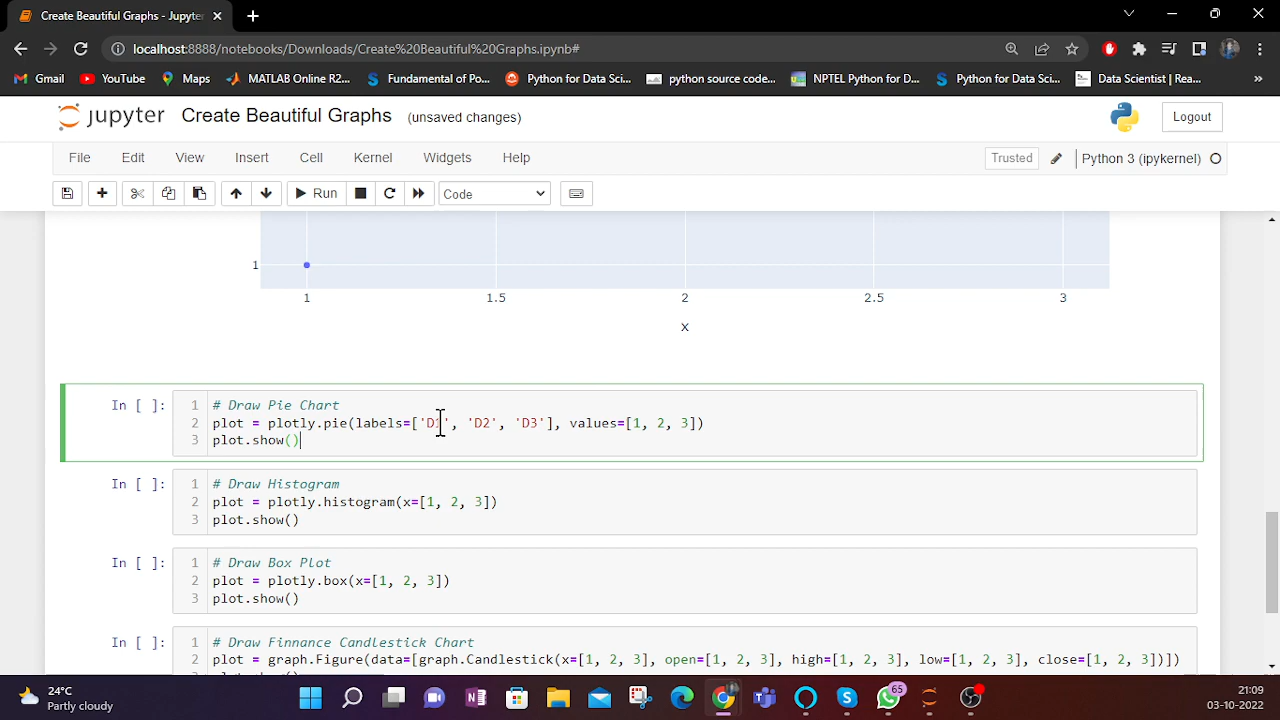 Create Beautiful Graphs - Jupyter
localhost:8888/notebooks/Downloads/Create%20Beautiful%20Graphs.ipynb#
Gmail YouTube Maps MATLAB Online R2... Fundamental of Po... Python for Data Sci... python source code... NPTEL Python for D... Python for Data Sci... Data Scientist | Rea... »
jupyter Create Beautiful Graphs (unsaved changes) Logout
File Edit View Insert Cell Kernel Widgets Help Trusted Python 3 (ipykernel)
Run Code
1
1 1.5 2 2.5 3
x
In [ ]: 1 # Draw Pie Chart
2 plot = plotly.pie(labels=['D1', 'D2', 'D3'], values=[1, 2, 3])
3 plot.show()
In [ ]: 1 # Draw Histogram
2 plot = plotly.histogram(x=[1, 2, 3])
3 plot.show()
In [ ]: 1 # Draw Box Plot
2 plot = plotly.box(x=[1, 2, 3])
3 plot.show()
In [ ]: 1 # Draw Finnance Candlestick Chart
2 plot = graph.Figure(data=[graph.Candlestick(x=[1, 2, 3], open=[1, 2, 3], high=[1, 2, 3], low=[1, 2, 3], close=[1, 2, 3])])
24°C
Partly cloudy
65
21:09
03-10-2022